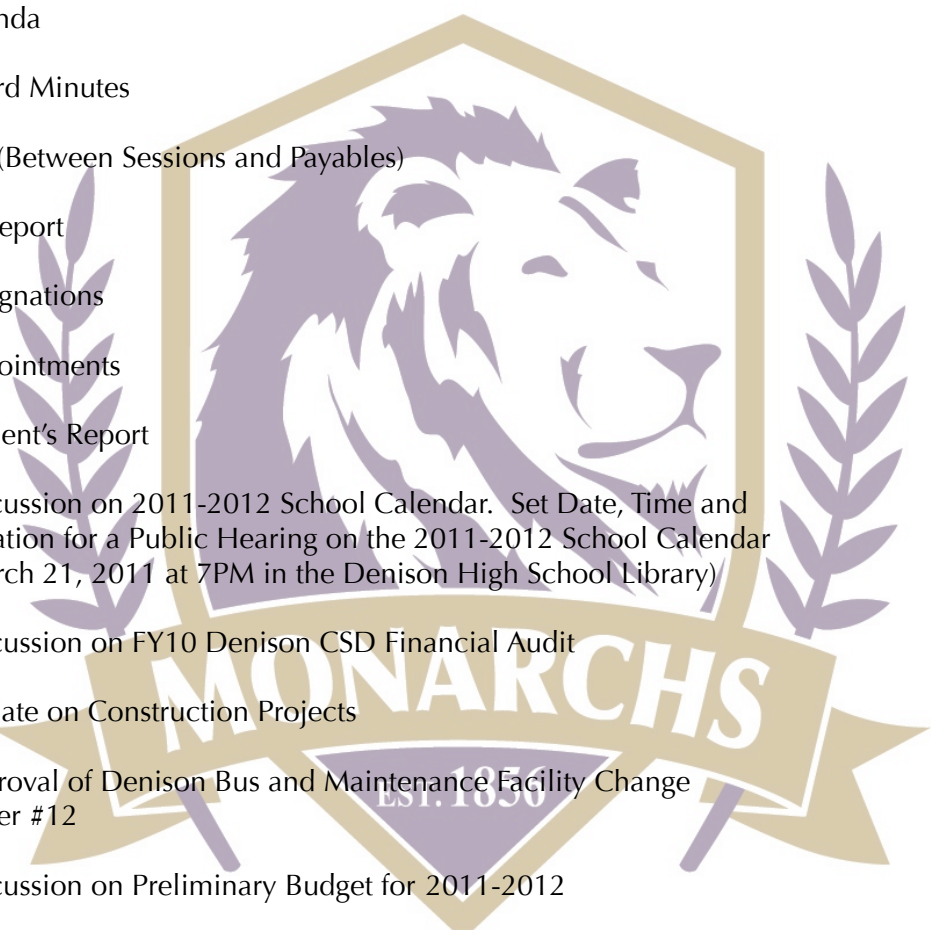 nda
rd Minutes
(Between Sessions and Payables)
eport
gnations
ointments
ent's Report
cussion on 2011-2012 School Calendar.  Set Date, Time and
ation for a Public Hearing on the 2011-2012 School Calendar
rch 21, 2011 at 7PM in the Denison High School Library)
cussion on FY10 Denison CSD Financial Audit
MONARCHS
ate on Construction Projects
roval of Denison Bus and Maintenance Facility Change
EST. 1856
er #12
cussion on Preliminary Budget for 2011-2012